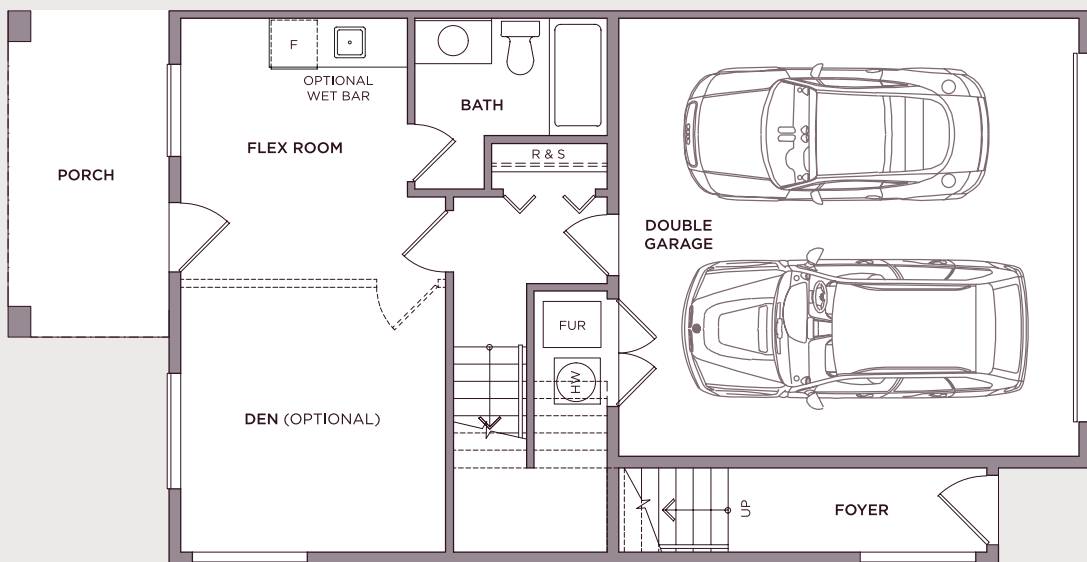 F
OPTIONAL
WET BAR
BATH
FLEX ROOM
R & S
PORCH
DOUBLE
GARAGE
FUR
HW
DEN (OPTIONAL)
UP
FOYER